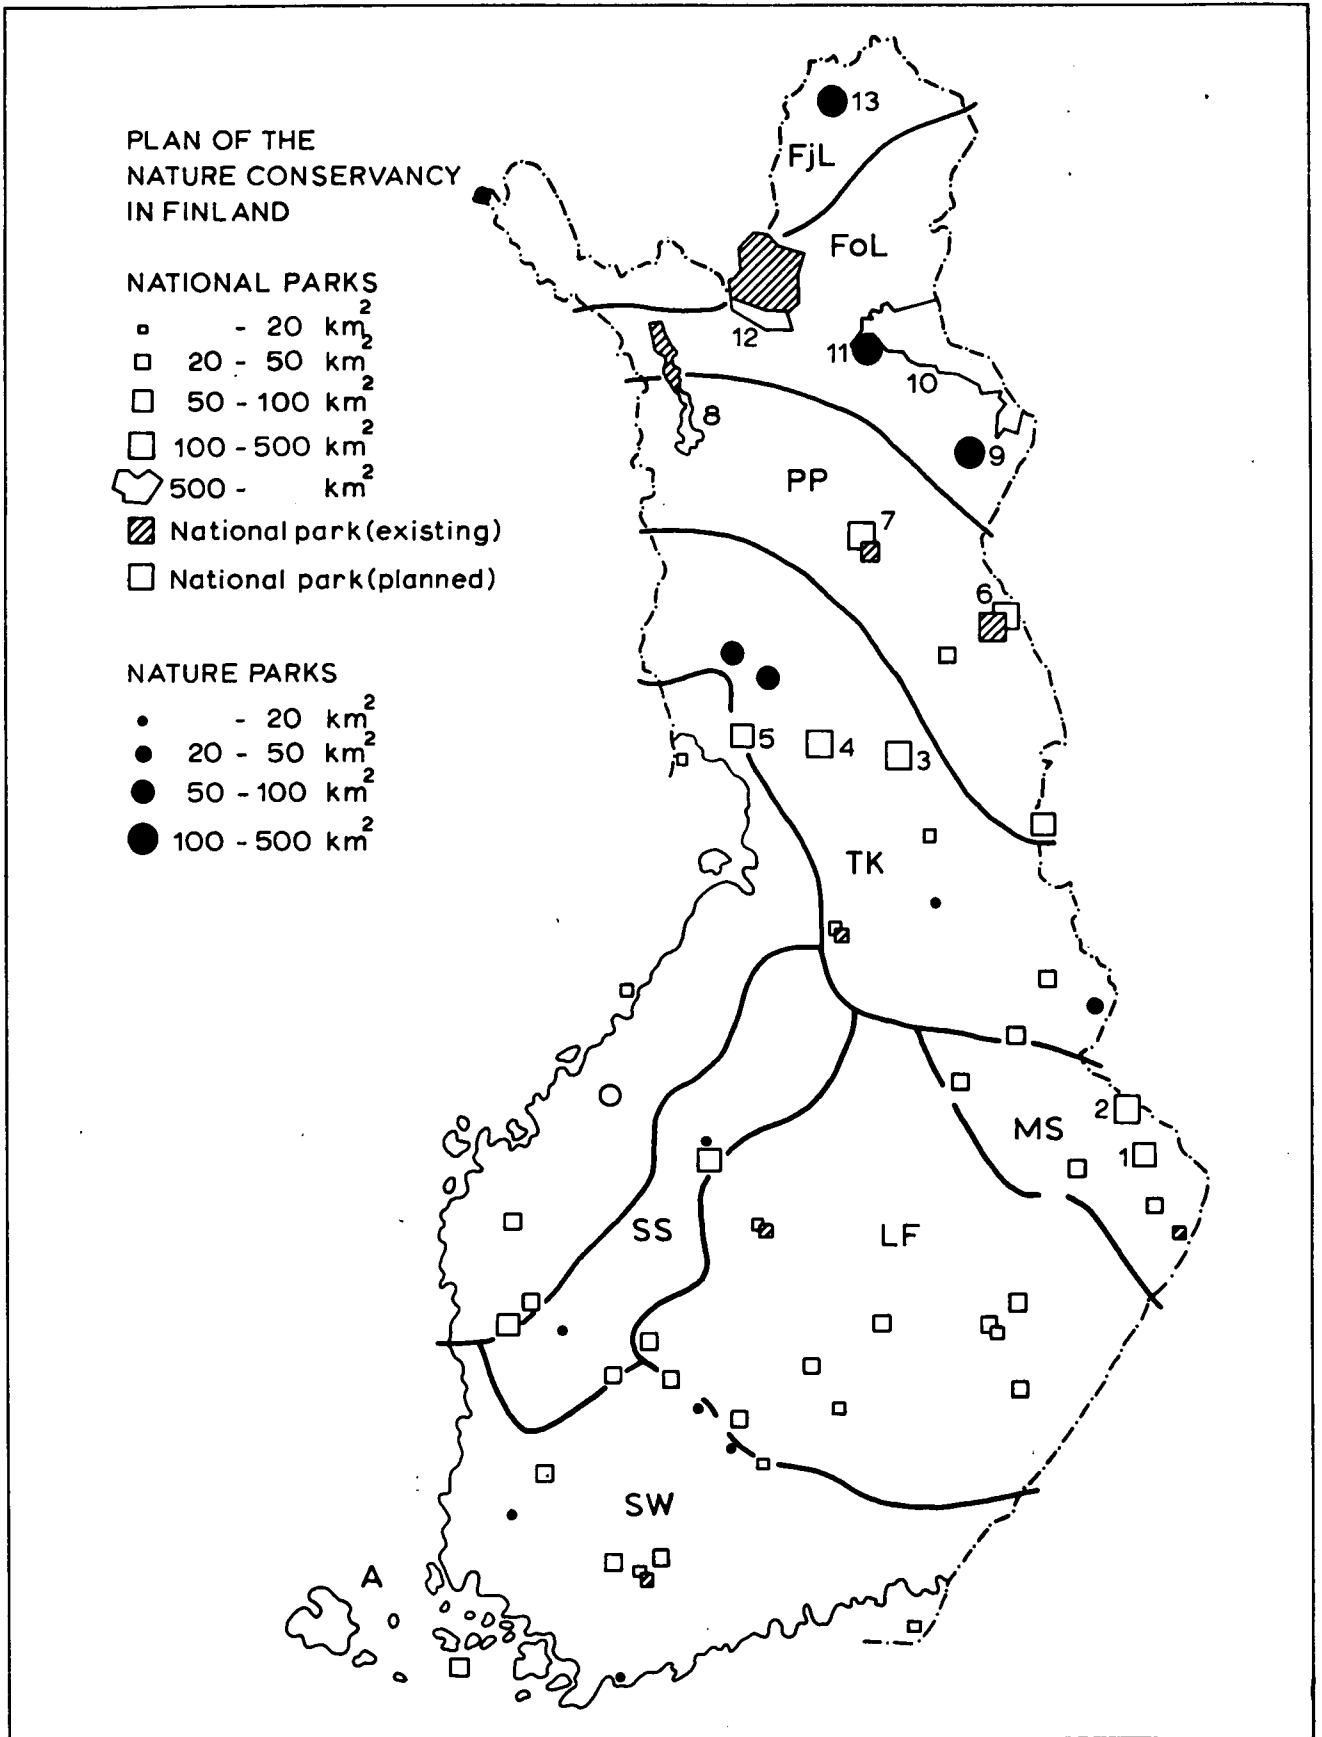 PLAN OF THE
NATURE CONSERVANCY
IN FINLAND
NATIONAL PARKS
- 20 km²
20 - 50 km²
50 - 100 km²
100 - 500 km²
500 - km²
National park (existing)
National park (planned)
NATURE PARKS
- 20 km²
20 - 50 km²
50 - 100 km²
100 - 500 km²
13
FjL
FoL
12
11
10
8
9
PP
7
6
5
4
3
TK
2
MS
1
SS
LF
SW
A